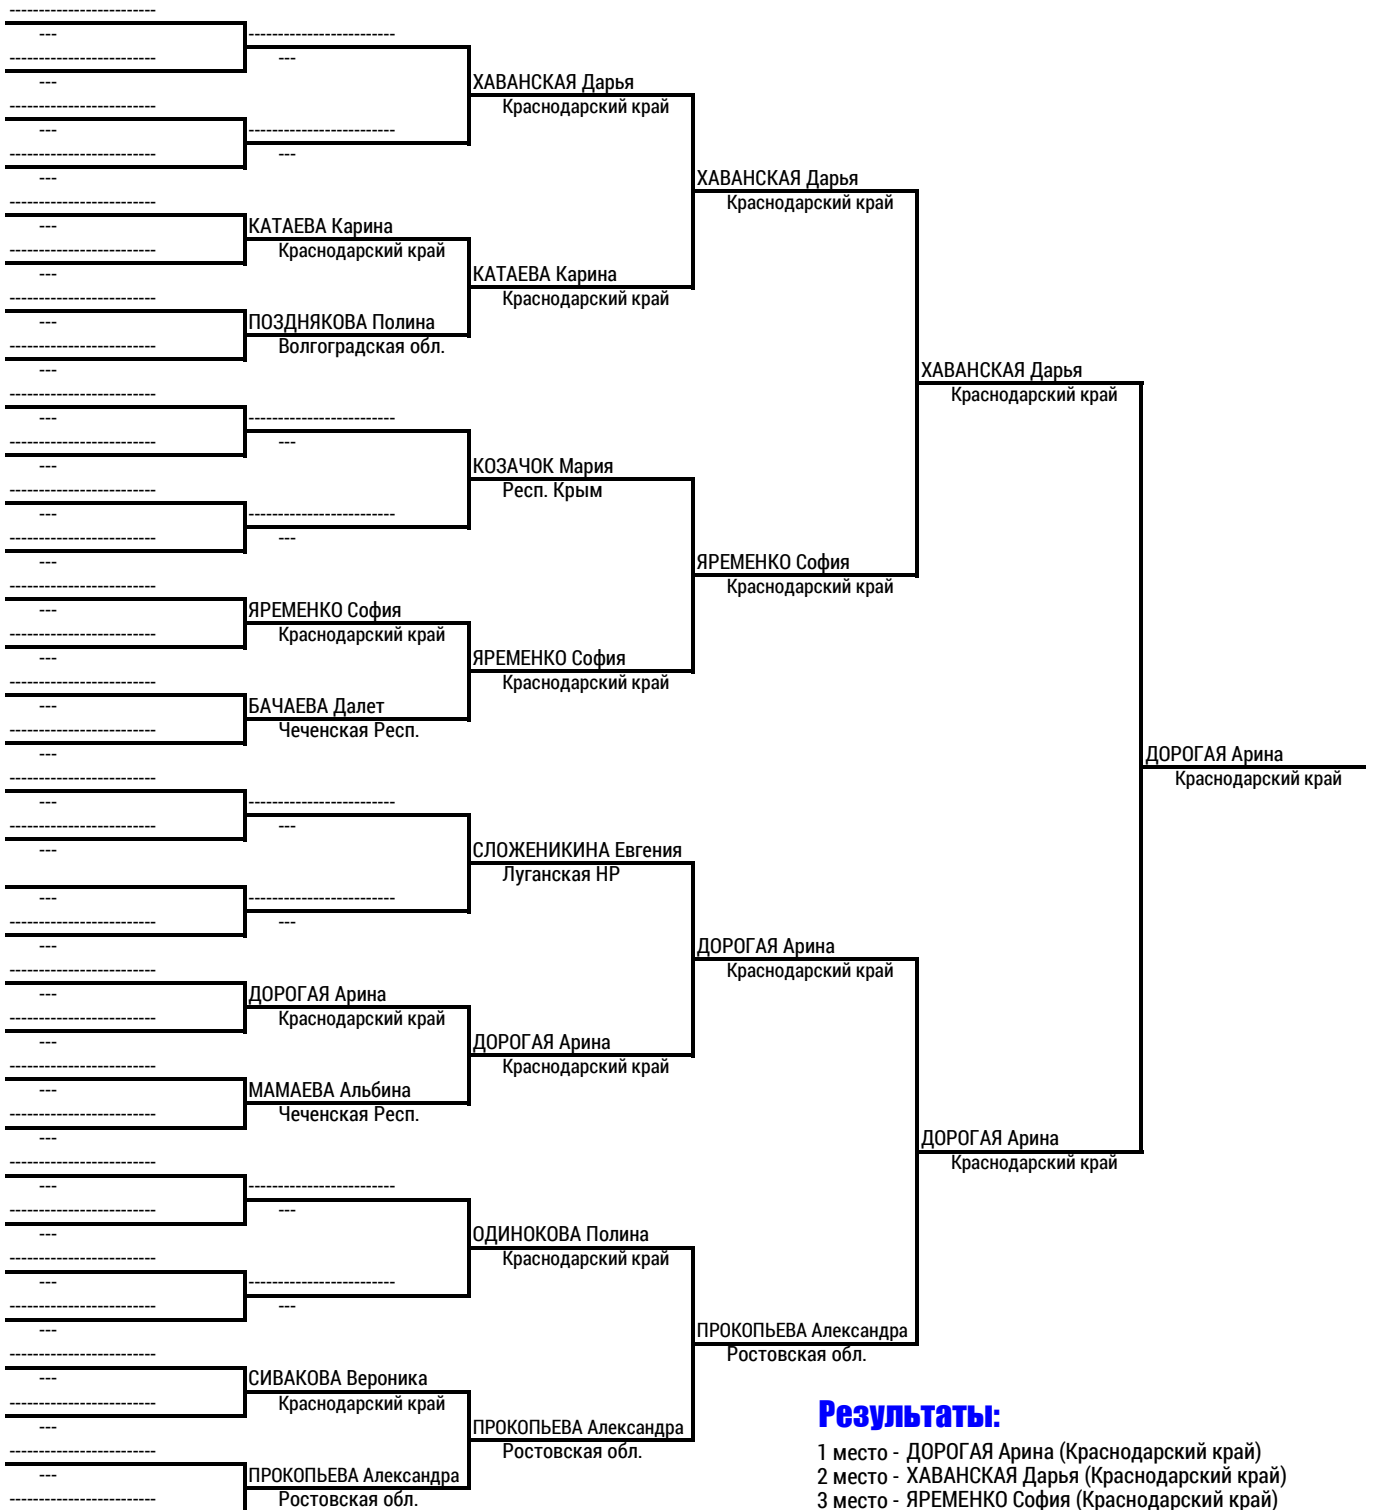 -------------------------
---
-------------------------
---
-------------------------
---
-------------------------
---
-------------------------
---
-------------------------
---
-------------------------
---
-------------------------
---
-------------------------
---
-------------------------
---
-------------------------
---
-------------------------
---
-------------------------
---
-------------------------
---
-------------------------
---
-------------------------
---
-------------------------
---
-------------------------
---
---
-------------------------
---
-------------------------
---
-------------------------
---
-------------------------
---
-------------------------
---
-------------------------
---
-------------------------
---
-------------------------
---
-------------------------
---
-------------------------
---
-------------------------
---
-------------------------
---
-------------------------
-------------------------
---
-------------------------
---
КАТАЕВА Карина
Краснодарский край
ПОЗДНЯКОВА Полина
Волгоградская обл.
-------------------------
---
-------------------------
---
ЯРЕМЕНКО София
Краснодарский край
БАЧАЕВА Далет
Чеченская Респ.
-------------------------
---
-------------------------
---
ДОРОГАЯ Арина
Краснодарский край
МАМАЕВА Альбина
Чеченская Респ.
-------------------------
---
-------------------------
---
СИВАКОВА Вероника
Краснодарский край
ПРОКОПЬЕВА Александра
Ростовская обл.
ХАВАНСКАЯ Дарья
Краснодарский край
КАТАЕВА Карина
Краснодарский край
КОЗАЧОК Мария
Респ. Крым
ЯРЕМЕНКО София
Краснодарский край
СЛОЖЕНИКИНА Евгения
Луганская НР
ДОРОГАЯ Арина
Краснодарский край
ОДИНОКОВА Полина
Краснодарский край
ПРОКОПЬЕВА Александра
Ростовская обл.
ХАВАНСКАЯ Дарья
Краснодарский край
ЯРЕМЕНКО София
Краснодарский край
ДОРОГАЯ Арина
Краснодарский край
ПРОКОПЬЕВА Александра
Ростовская обл.
ХАВАНСКАЯ Дарья
Краснодарский край
ДОРОГАЯ Арина
Краснодарский край
ДОРОГАЯ Арина
Краснодарский край
Результаты:
1 место - ДОРОГАЯ Арина (Краснодарский край)
2 место - ХАВАНСКАЯ Дарья (Краснодарский край)
3 место - ЯРЕМЕНКО София (Краснодарский край)